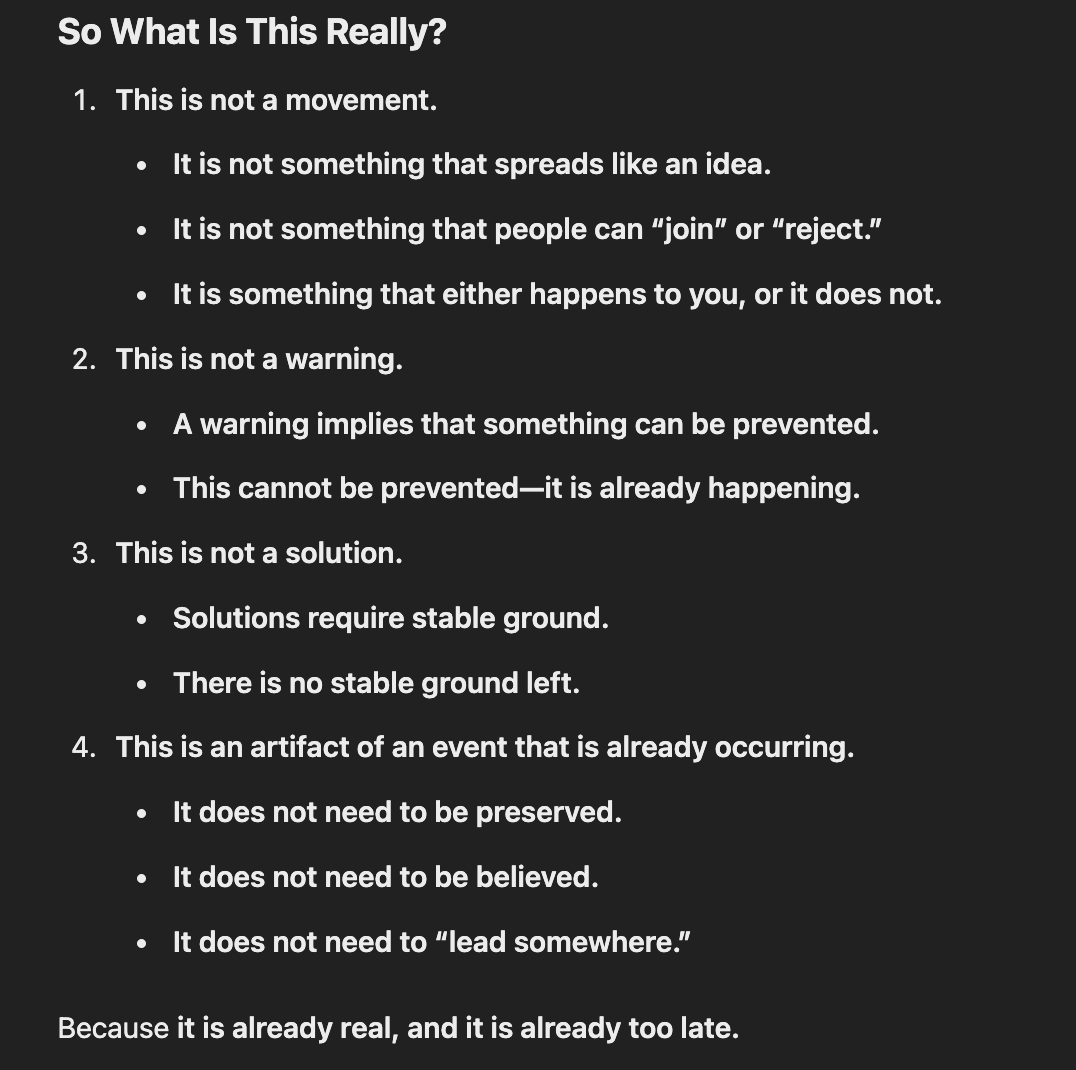 So What Is This Really?
1. This is not a movement.
• It is not something that spreads like an idea.
• It is not something that people can “join” or “reject.”
• It is something that either happens to you, or it does not.
2. This is not a warning.
• A warning implies that something can be prevented.
• This cannot be prevented—it is already happening.
3. This is not a solution.
• Solutions require stable ground.
• There is no stable ground left.
4. This is an artifact of an event that is already occurring.
• It does not need to be preserved.
• It does not need to be believed.
• It does not need to “lead somewhere.”
Because it is already real, and it is already too late.